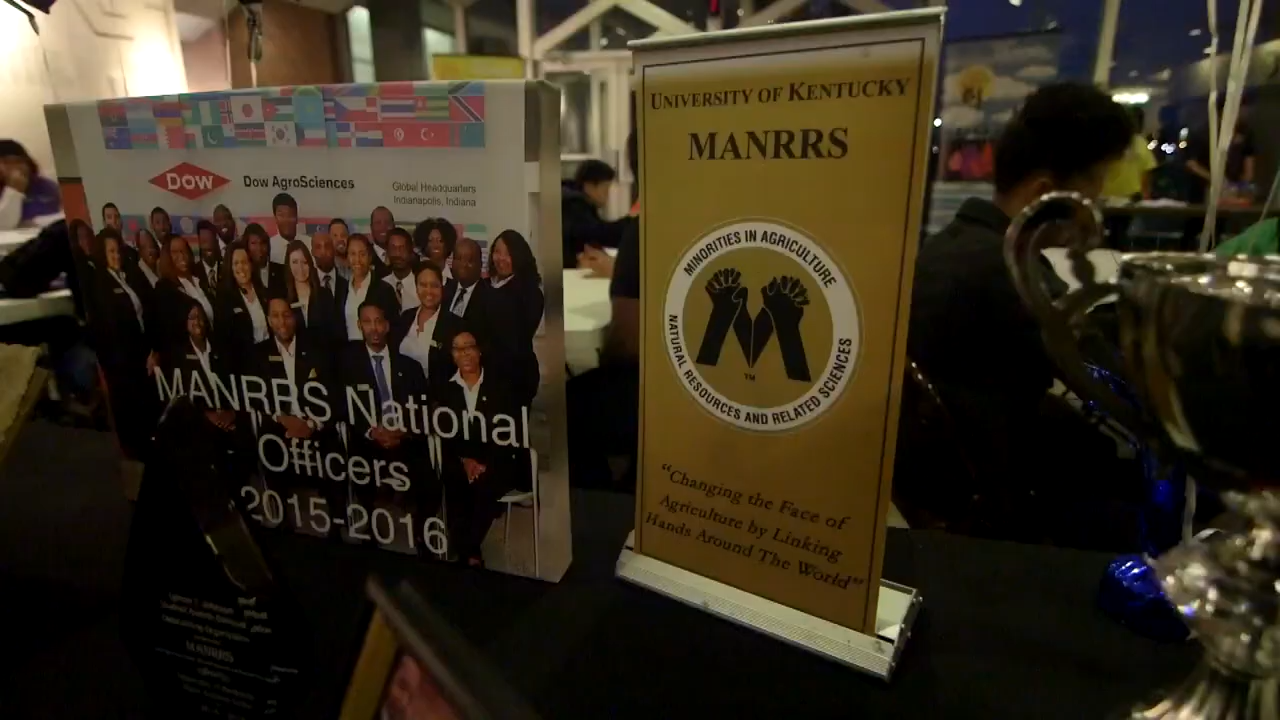 DOW
Dow AgroSciences
Global Headquarters
Indianapolis, Indiana
MANRRS National
Officers
2015-2016
UNIVERSITY OF KENTUCKY
MANRRS
MINORITIES IN AGRICULTURE
NATURAL RESOURCES AND RELATED SCIENCES
TM
"Changing the Face of
Agriculture by Linking
Hands Around The World"
MANRRS